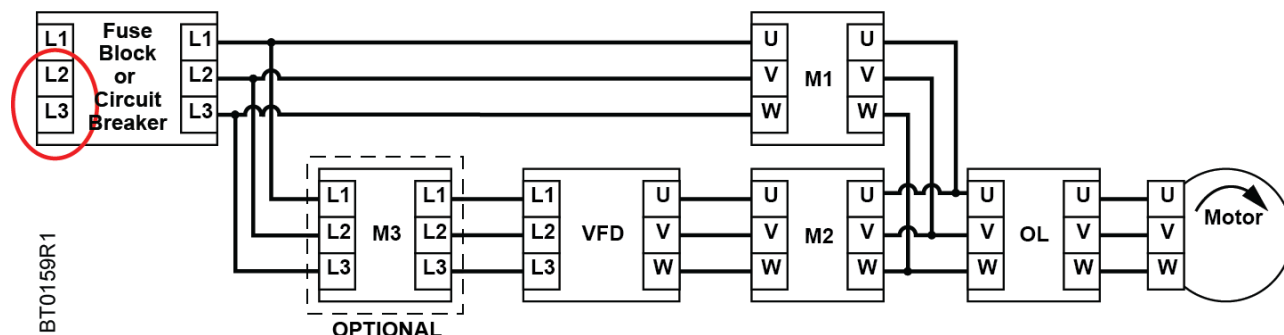 L1 Fuse L1 U U
L2 Block L2 V M1 V
or
L3 Circuit L3 W W
Breaker
L1 L1 L1 U U U U U U
L2 M3 L2 L2 VFD V V M2 V V OL V V Motor
L3 L3 L3 W W W W W W
OPTIONAL
BT0159R1